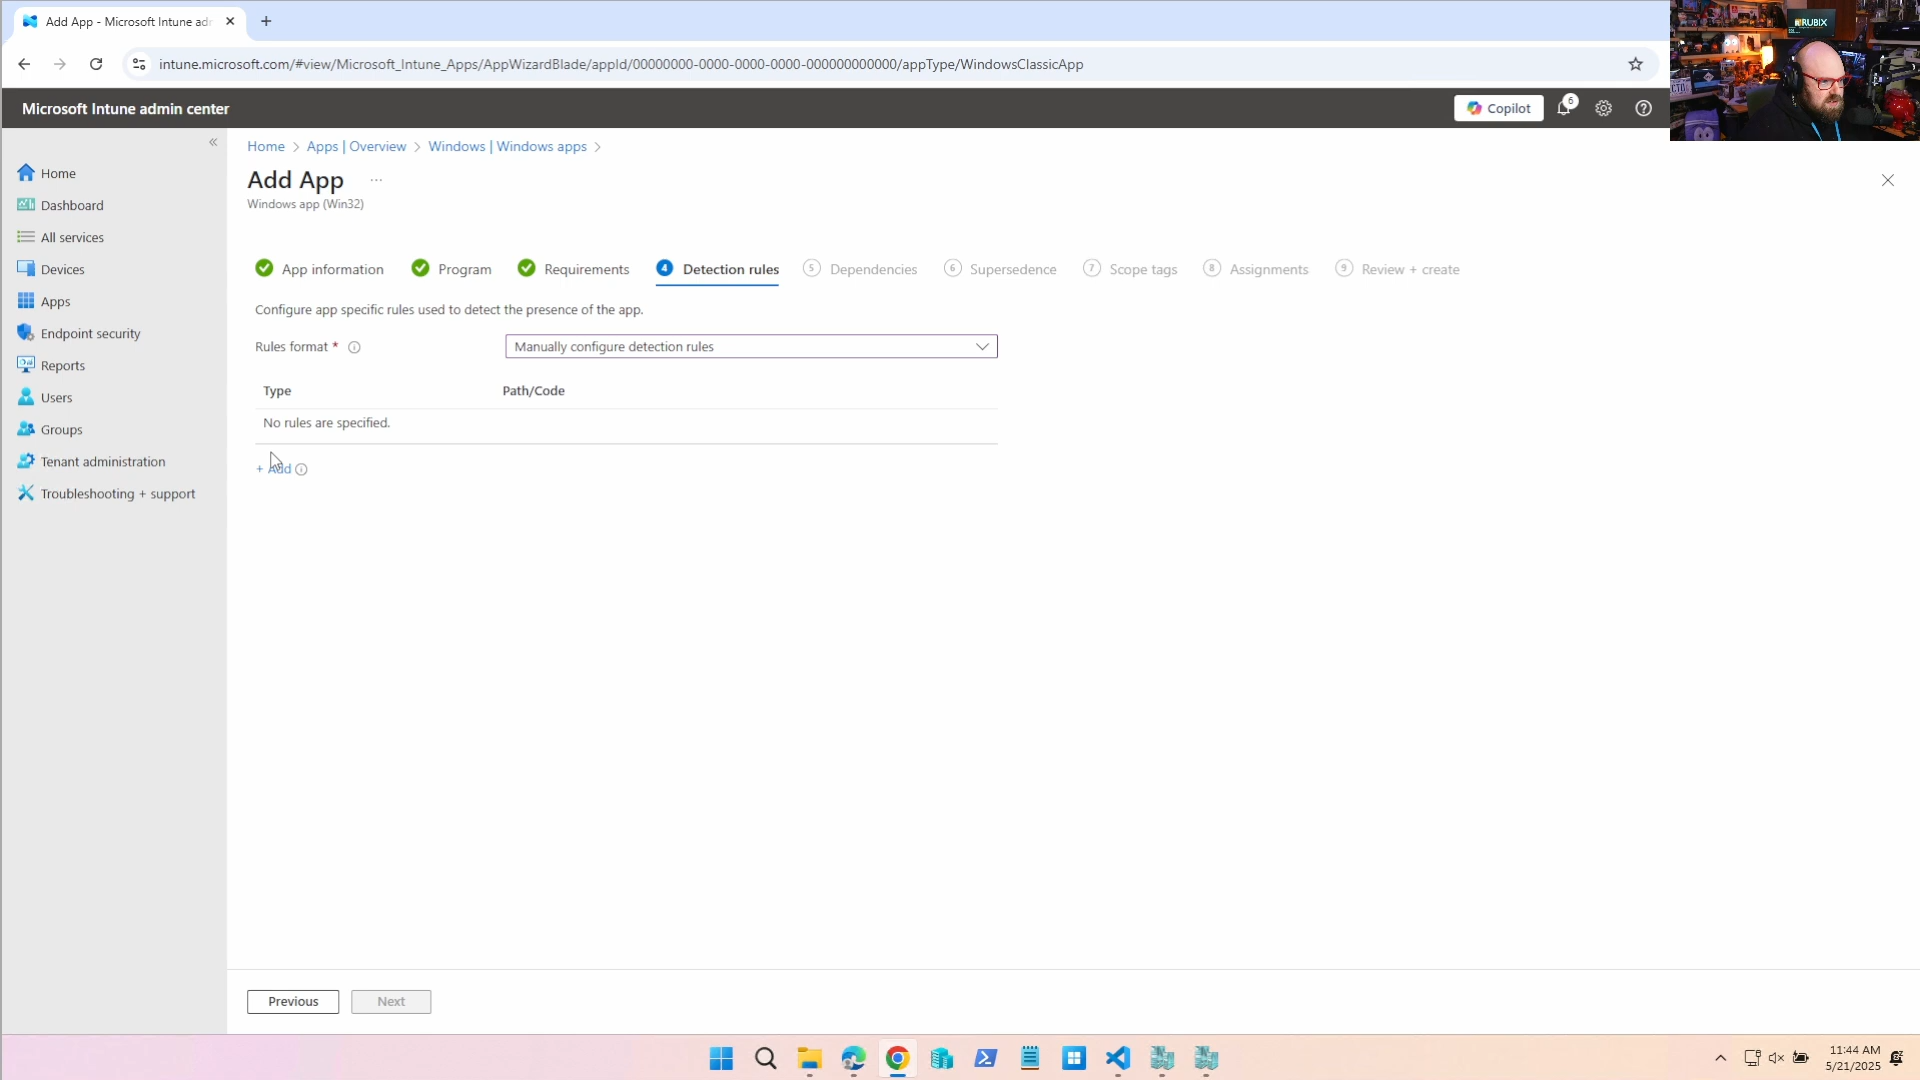 Add App - Microsoft Intune adr
intune.microsoft.com/#view/Microsoft_Intune_Apps/AppWizardBlade/appId/00000000-0000-0000-0000-000000000000/appType/WindowsClassicApp
RUBIX
Microsoft Intune admin center
Copilot
6
Home
Dashboard
All services
Devices
Apps
Endpoint security
Reports
Users
Groups
Tenant administration
Troubleshooting + support
Home > Apps | Overview > Windows | Windows apps >
Add App
Windows app (Win32)
App information
Program
Requirements
4 Detection rules
5 Dependencies
6 Supersedence
7 Scope tags
8 Assignments
9 Review + create
Configure app specific rules used to detect the presence of the app.
Rules format *
Manually configure detection rules
Type Path/Code
No rules are specified.
+ Add
Previous
Next
11:44 AM
5/21/2025